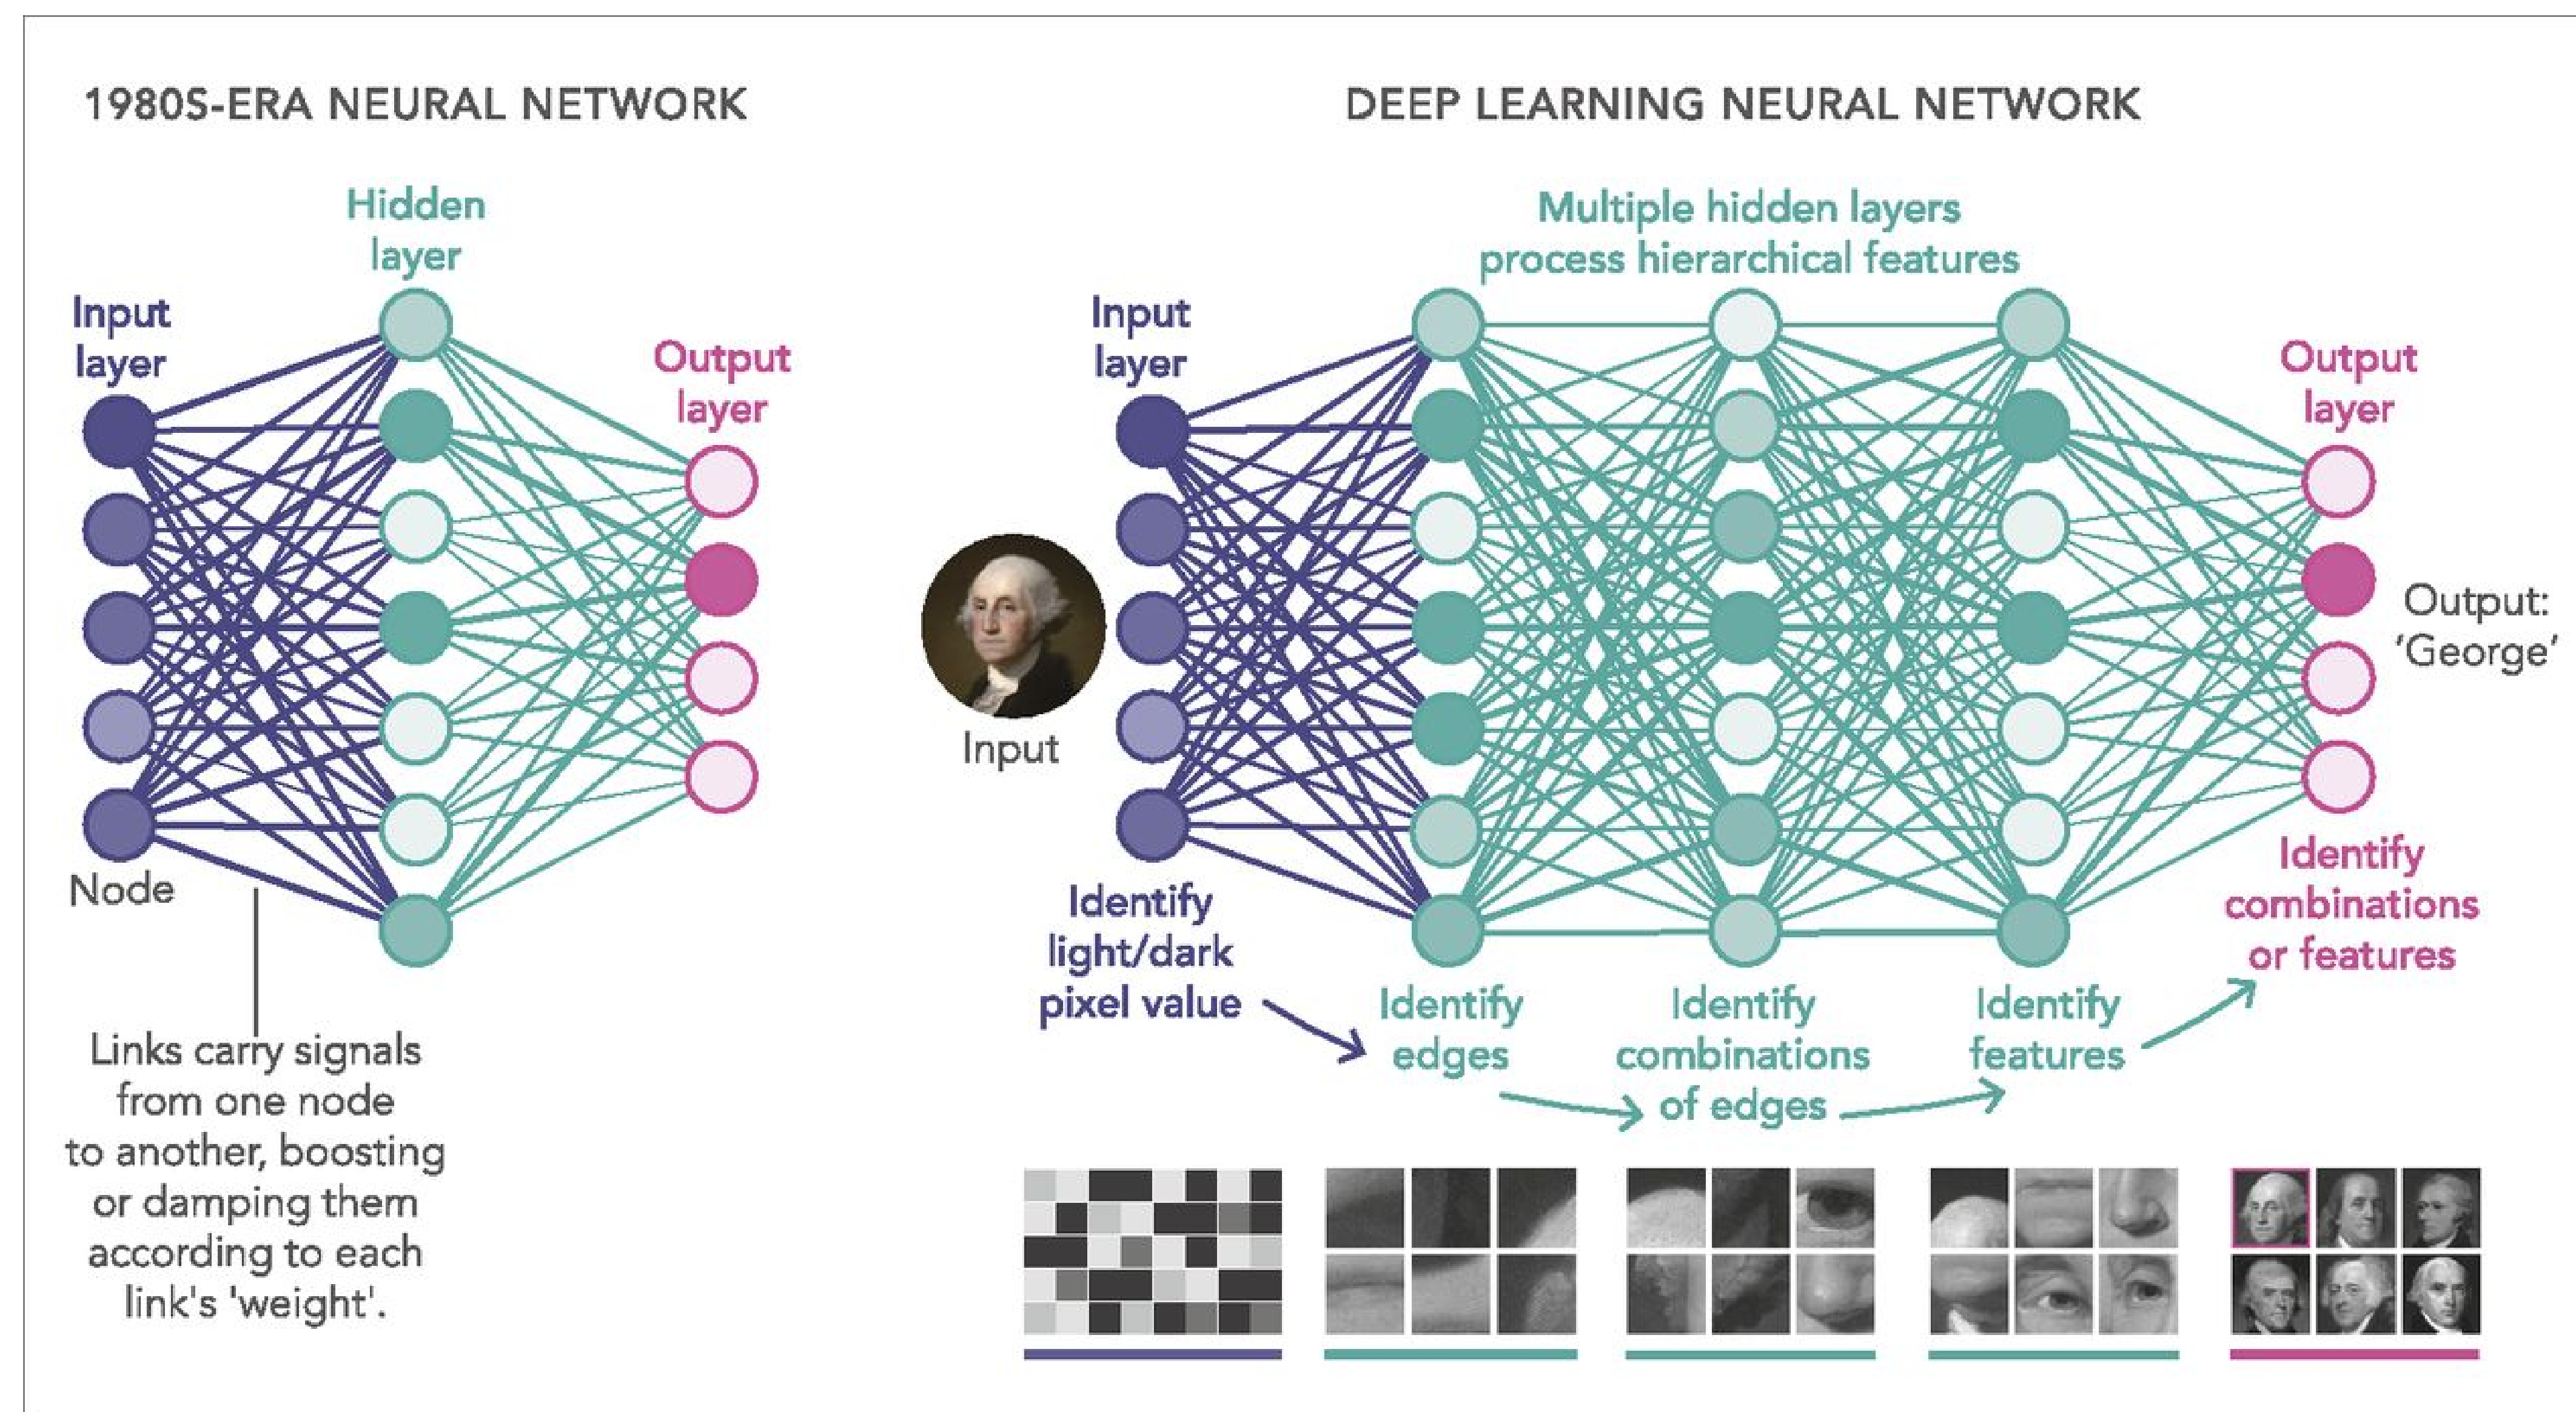 1980S-ERA NEURAL NETWORK
Hidden
layer
Input
layer
Output
layer
Node
Links carry signals
from one node
to another, boosting
or damping them
according to each
link's 'weight'.
DEEP LEARNING NEURAL NETWORK
Multiple hidden layers
process hierarchical features
Input
layer
Output
layer
Input
Output:
‘George’
Identify
light/dark
pixel value
Identify
edges
Identify
combinations
of edges
Identify
features
Identify
combinations
or features